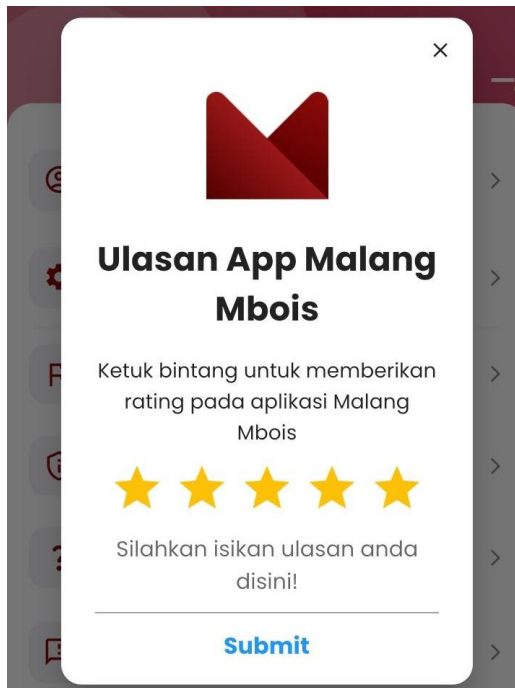 Ulasan App Malang
Mbois
Ketuk bintang untuk memberikan
rating pada aplikasi Malang
Mbois
Silahkan isikan ulasan anda
disini!
Submit